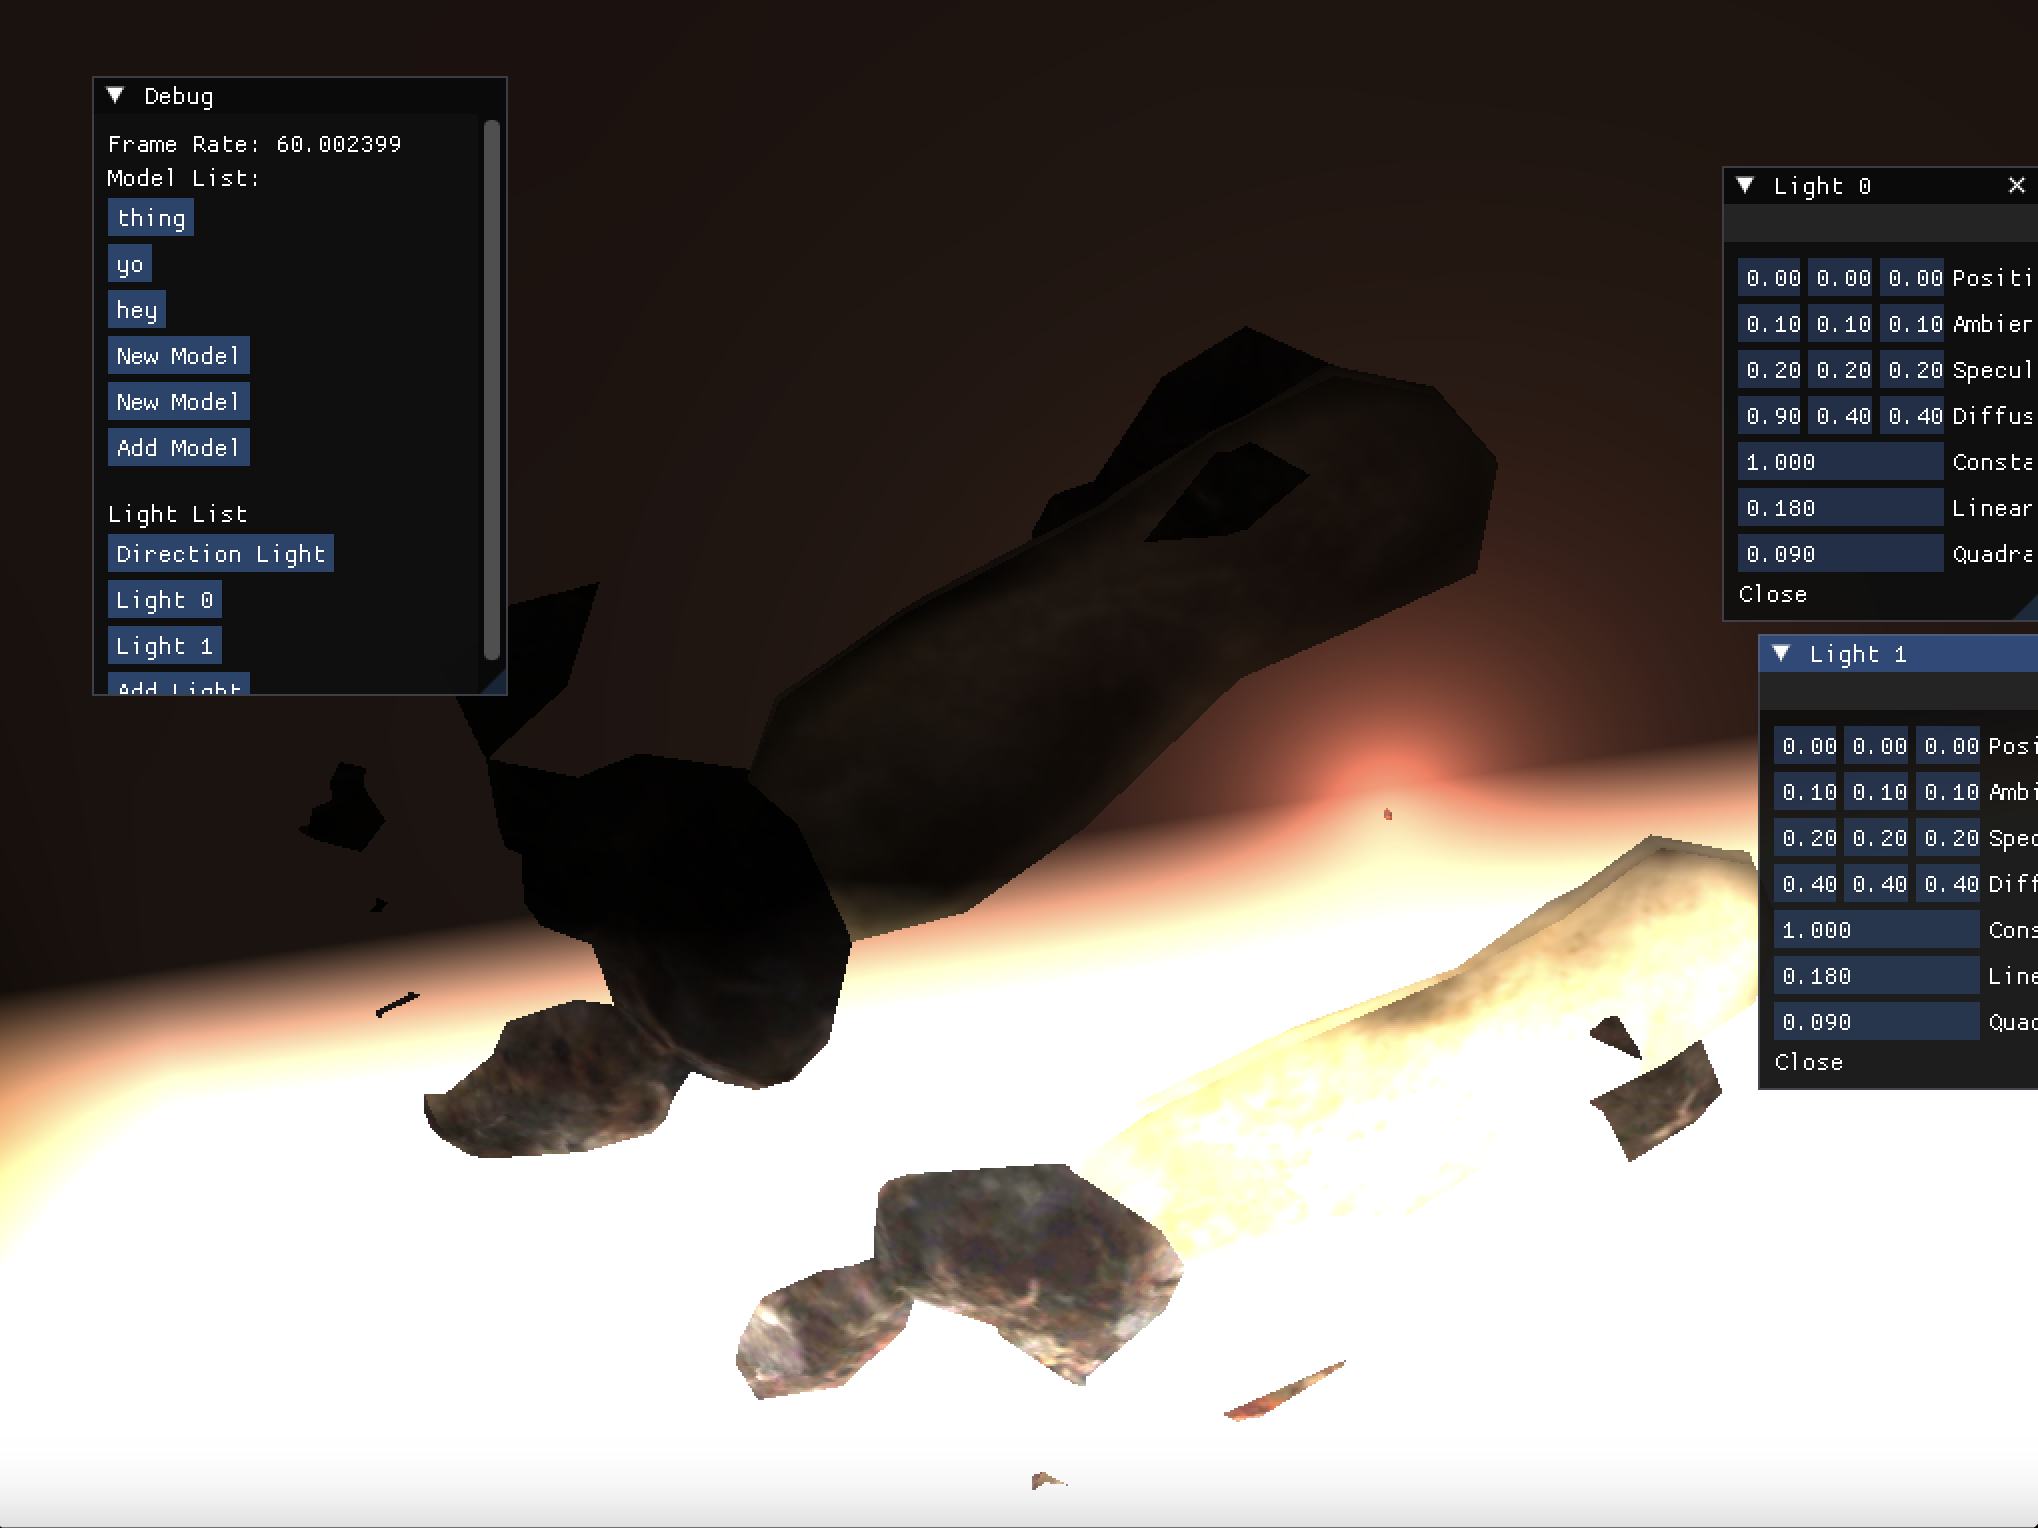 Debug
Frame Rate: 60.002399
Model List:
thing
yo
hey
New Model
New Model
Add Model
Light List
Direction Light
Light 0
Light 1
Add Light
Light 0
0.00 0.00 0.00 Positi
0.10 0.10 0.10 Ambier
0.20 0.20 0.20 Specul
0.90 0.40 0.40 Diffus
1.000 Consta
0.180 Linear
0.090 Quadra
Close
Light 1
0.00 0.00 0.00 Posi
0.10 0.10 0.10 Ambi
0.20 0.20 0.20 Spec
0.40 0.40 0.40 Diff
1.000 Cons
0.180 Line
0.090 Quad
Close